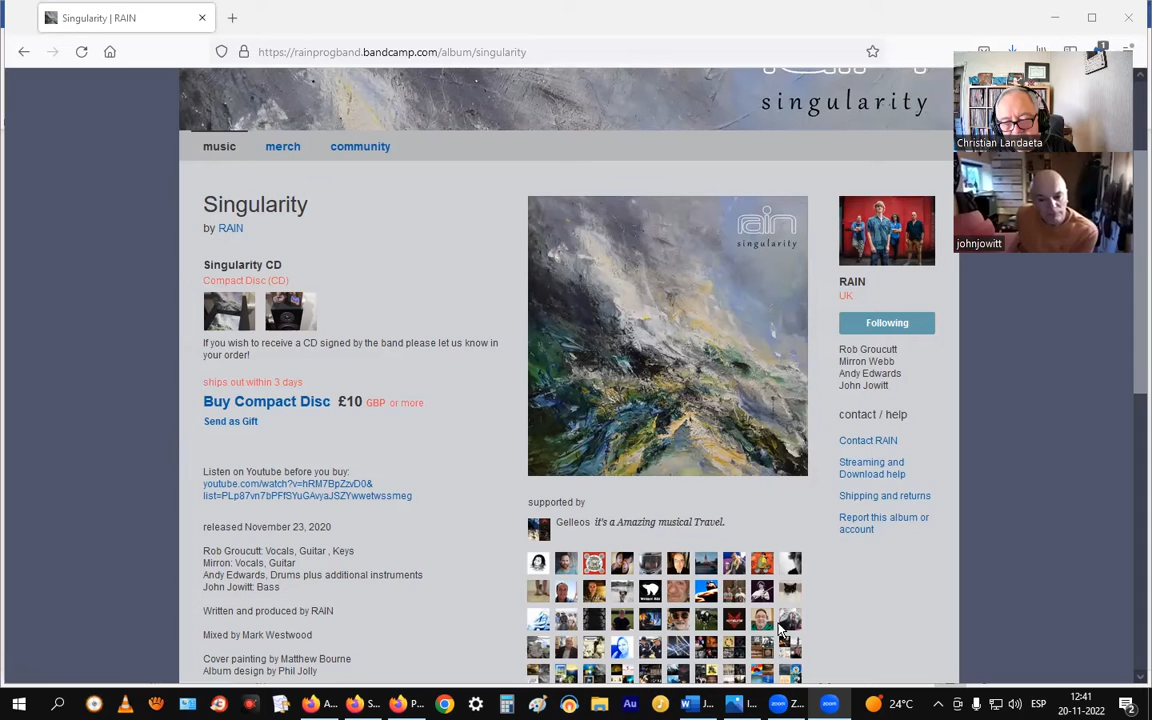 Singularity | RAIN
https://rainprogband.bandcamp.com/album/singularity
1
singularity
music
merch
community
Christian Landaeta
johnjowitt
Singularity
by RAIN
Singularity CD
Compact Disc (CD)
If you wish to receive a CD signed by the band please let us know in
your order!
ships out within 3 days
Buy Compact Disc £10 GBP or more
Send as Gift
Listen on Youtube before you buy:
youtube.com/watch?v=hRM7BpZzvD0&
list=PLp87vn7bPFfSYuGAvyaJSZYwwetwssmeg
released November 23, 2020
Rob Groucutt: Vocals, Guitar , Keys
Mirron: Vocals, Guitar
Andy Edwards, Drums plus additional instruments
John Jowitt: Bass
Written and produced by RAIN
Mixed by Mark Westwood
Cover painting by Matthew Bourne
Album design by Phil Jolly
rain
singularity
supported by
Gelleos it's a Amazing musical Travel.
RAIN
UK
Following
Rob Groucutt
Mirron Webb
Andy Edwards
John Jowitt
contact / help
Contact RAIN
Streaming and
Download help
Shipping and returns
Report this album or
account
A...
S...
P...
Au
J...
I...
Z...
24°C
ESP
12:41
20-11-2022
2